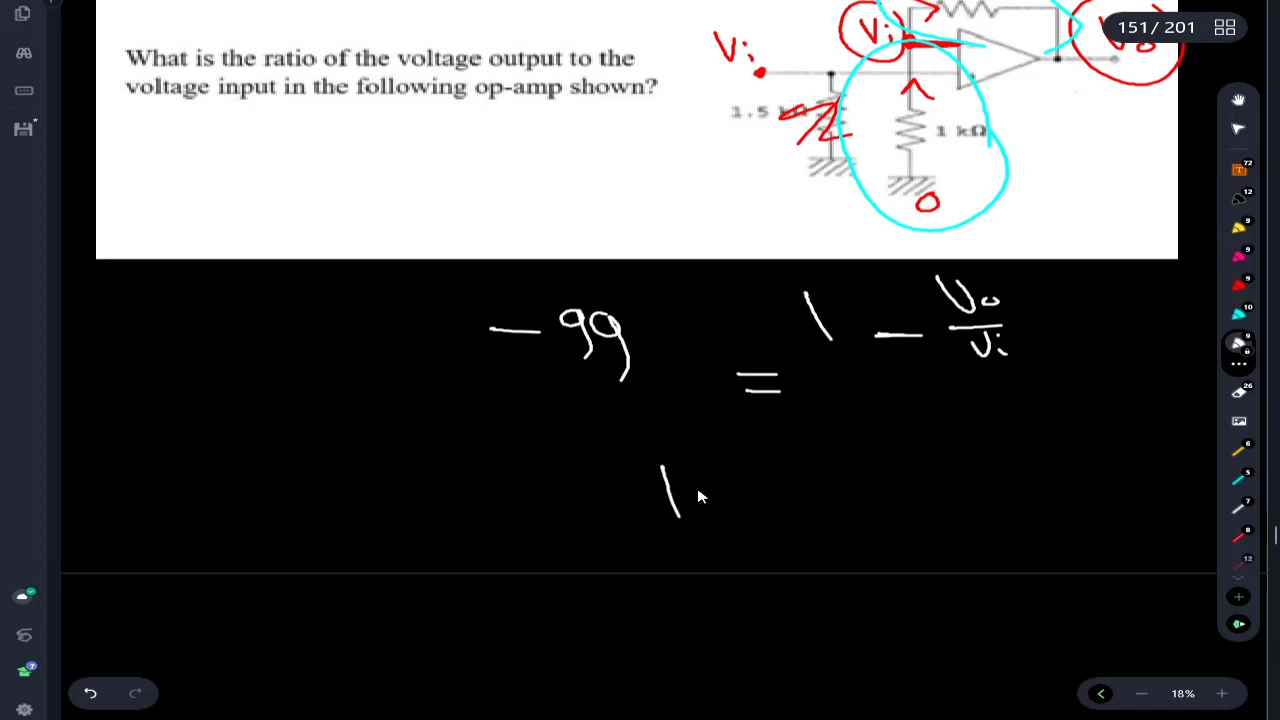 151 / 201
What is the ratio of the voltage output to the
voltage input in the following op-amp shown?
Vi
Vi
1.5
1 kΩ
0
- 99 = 1 - Vo/Vi
1
18%